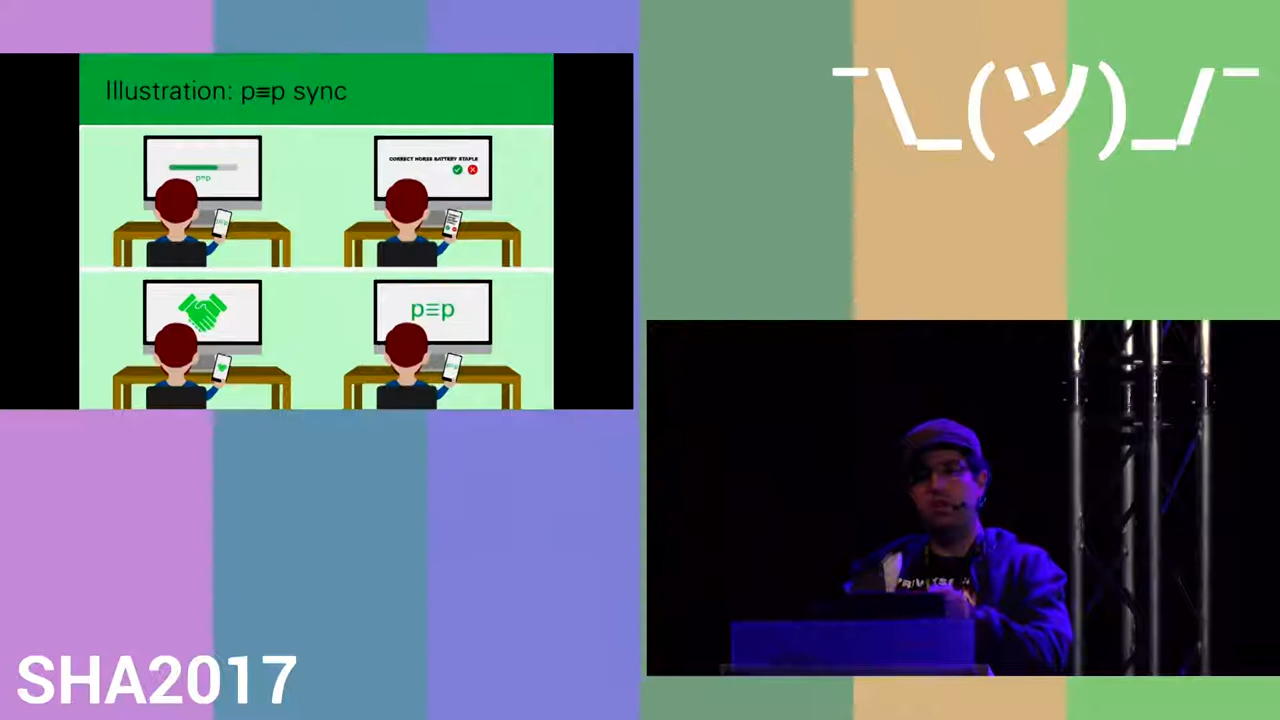 Illustration: p≡p sync
p≡p
CORRECT HORSE BATTERY STAPLE
p≡p
¯\_(ツ)_/¯
SHA2017